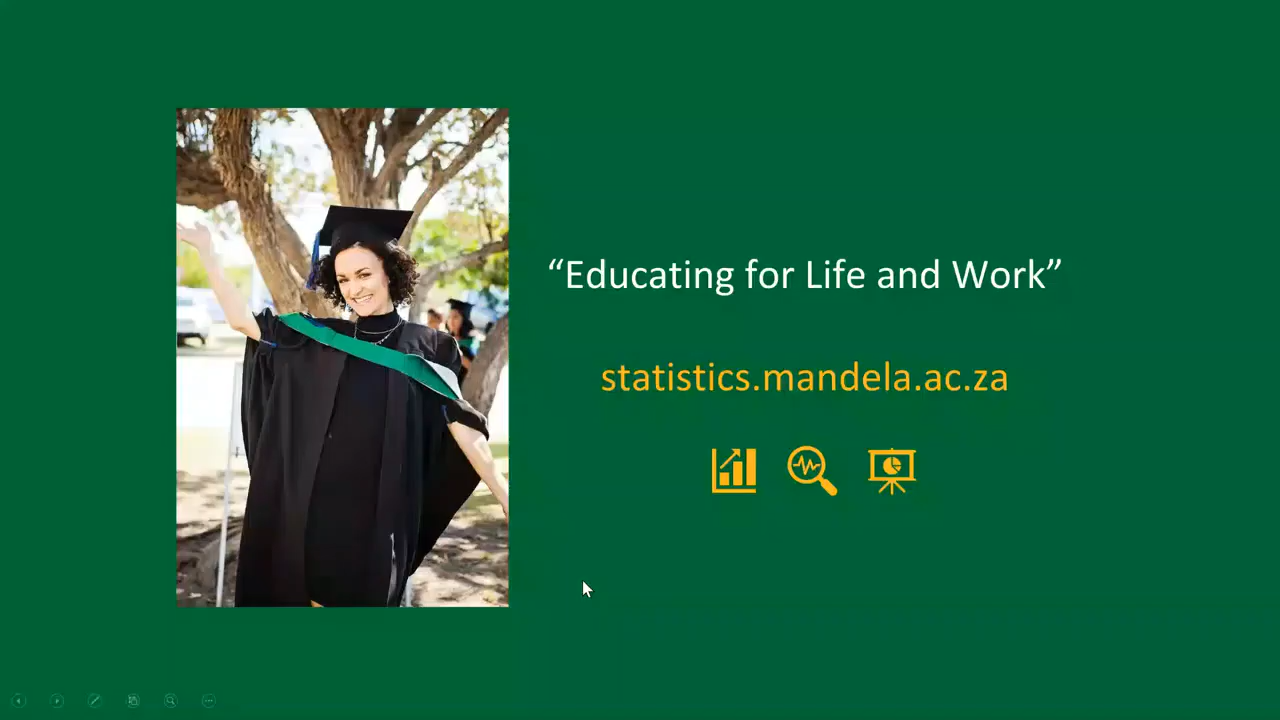 “Educating for Life and Work”
statistics.mandela.ac.za